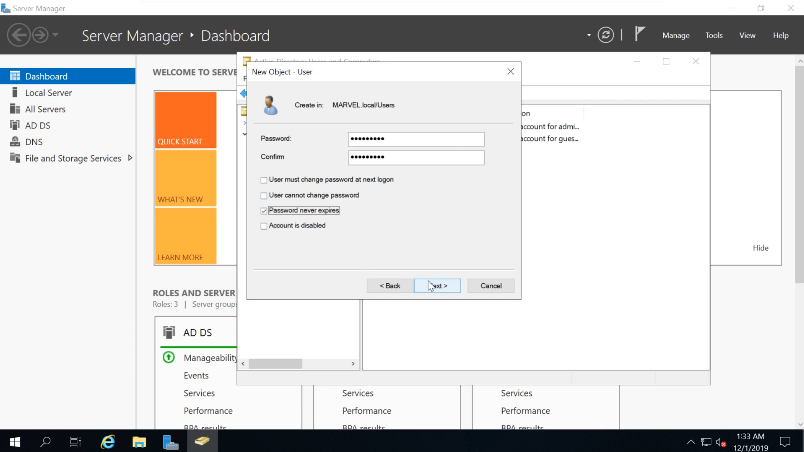 Server Manager
Server Manager • Dashboard
Manage Tools View Help
Dashboard
Local Server
All Servers
AD DS
DNS
File and Storage Services
WELCOME TO SERVE
QUICK START
WHAT'S NEW
LEARN MORE
Hide
ROLES AND SERVER
Roles: 3 | Server group
AD DS
Manageability
Events
Services
Performance
BPA results
Services
Performance
BPA results
Services
Performance
BPA results
Active Directory Users and Computers
on
account for admi...
account for gues...
New Object - User
Create in: MARVEL.local/Users
Password:
Confirm
User must change password at next logon
User cannot change password
Password never expires
Account is disabled
< Back
ext >
Cancel
1:33 AM
12/1/2019